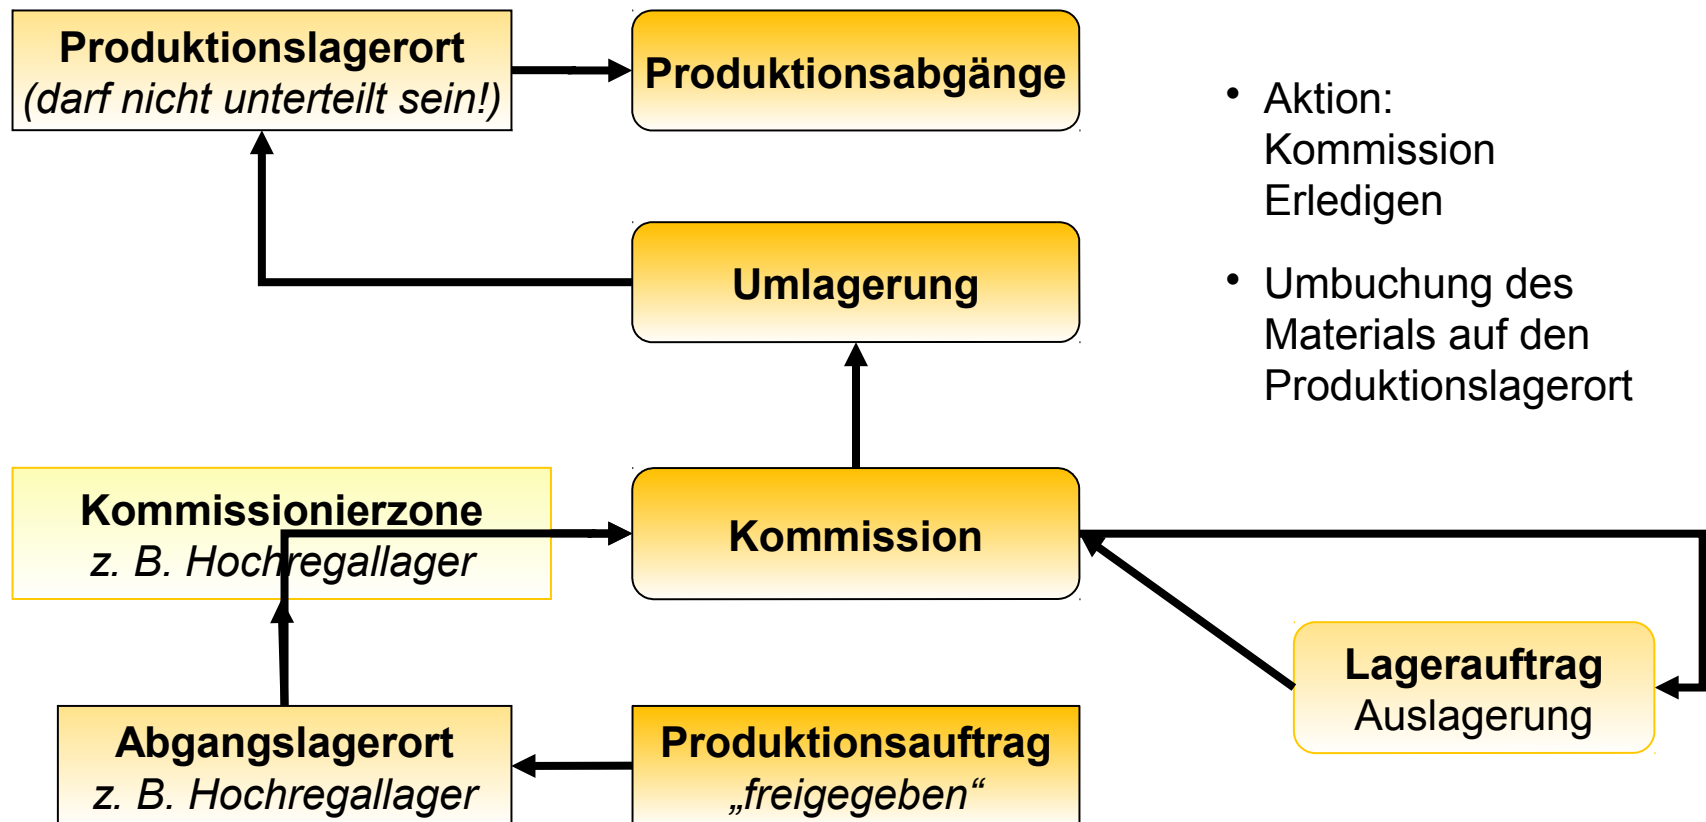 Produktionslagerort
(darf nicht unterteilt sein!)
Produktionsabgänge
• Aktion:
Kommission
Erledigen
Umlagerung
• Umbuchung des
Materials auf den
Produktionslagerort
Kommissionierzone
z. B. Hochregallager
Kommission
Lagerauftrag
Auslagerung
Abgangslagerort
z. B. Hochregallager
Produktionsauftrag
„freigegeben“